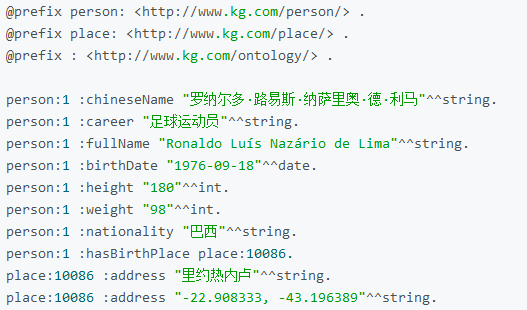 @prefix person: <http://www.kg.com/person/> .
@prefix place: <http://www.kg.com/place/> .
@prefix : <http://www.kg.com/ontology/> .
person:1 :chineseName "罗纳尔多·路易斯·纳萨里奥·德·利马"^^string.
person:1 :career "足球运动员"^^string.
person:1 :fullName "Ronaldo Luís Nazário de Lima"^^string.
person:1 :birthDate "1976-09-18"^^date.
person:1 :height "180"^^int.
person:1 :weight "98"^^int.
person:1 :nationality "巴西"^^string.
person:1 :hasBirthPlace place:10086.
place:10086 :address "里约热内卢"^^string.
place:10086 :address "-22.908333, -43.196389"^^string.